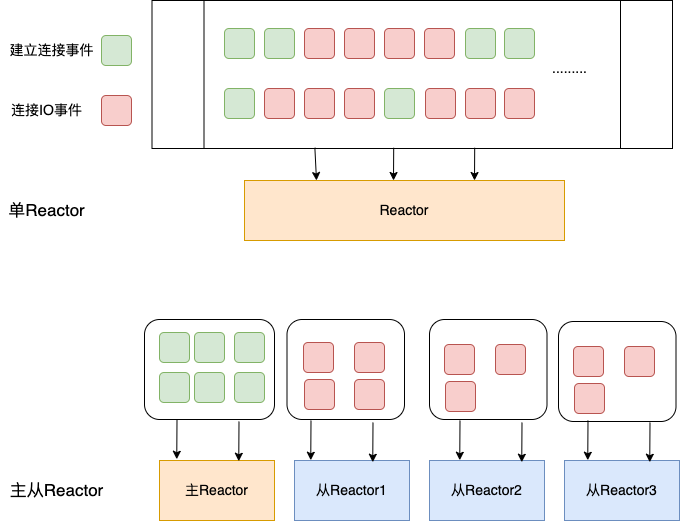 建立连接事件
.........
连接IO事件
单Reactor
Reactor
主从Reactor
主Reactor
从Reactor1
从Reactor2
从Reactor3